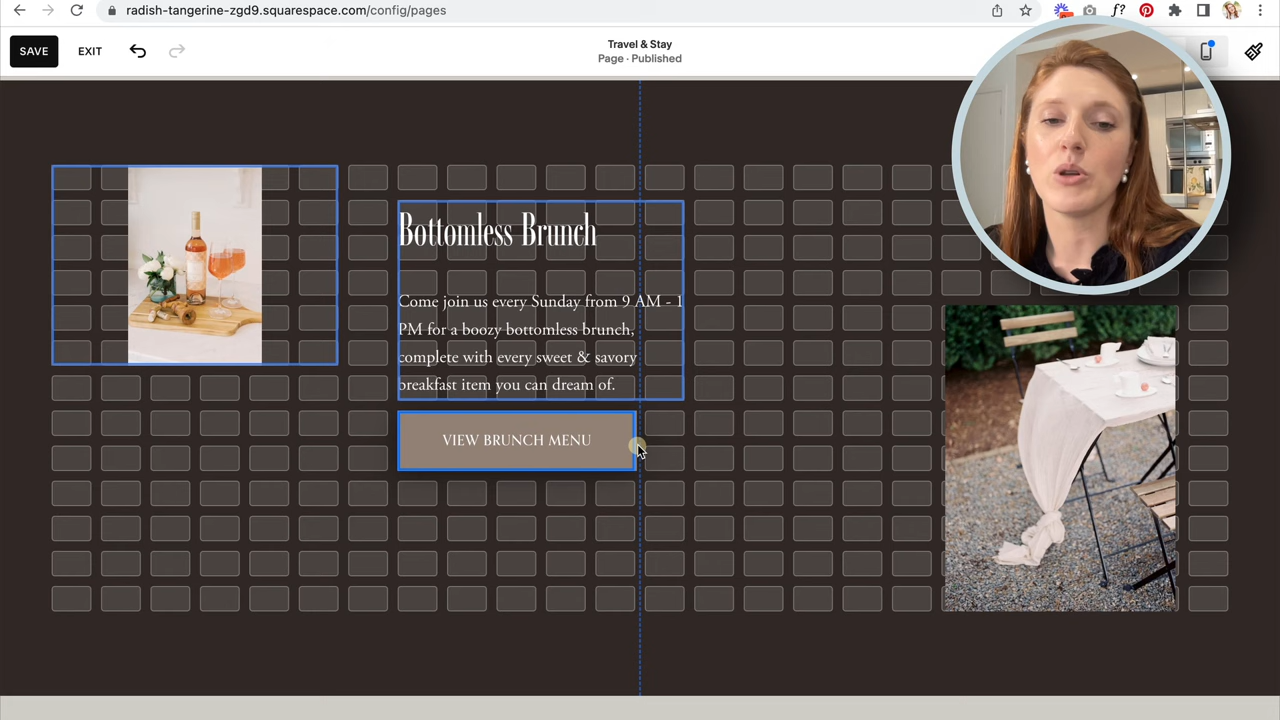 radish-tangerine-zgd9.squarespace.com/config/pages
f?
SAVE
EXIT
Travel & Stay
Page · Published
Bottomless Brunch
Come join us every Sunday from 9 AM - 1
PM for a boozy bottomless brunch,
complete with every sweet & savory
breakfast item you can dream of.
VIEW BRUNCH MENU